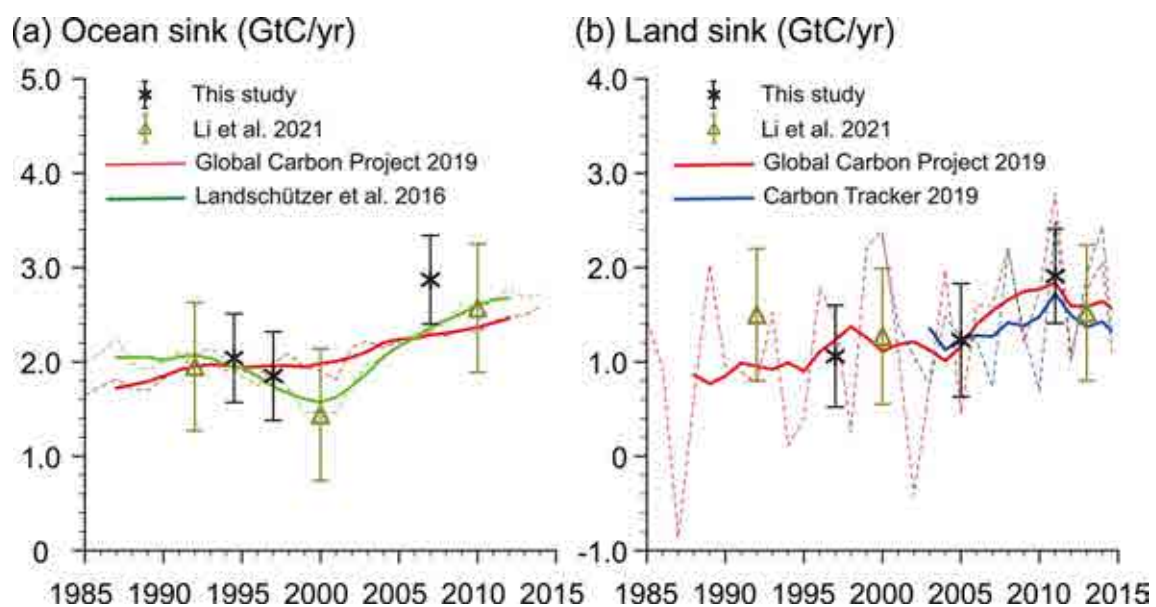 (a) Ocean sink (GtC/yr)
5.0
4.0
3.0
2.0
1.0
0
1985 1990 1995 2000 2005 2010 2015
This study
Li et al. 2021
Global Carbon Project 2019
Landschützer et al. 2016
(b) Land sink (GtC/yr)
4.0
3.0
2.0
1.0
0
-1.0
1985 1990 1995 2000 2005 2010 2015
This study
Li et al. 2021
Global Carbon Project 2019
Carbon Tracker 2019